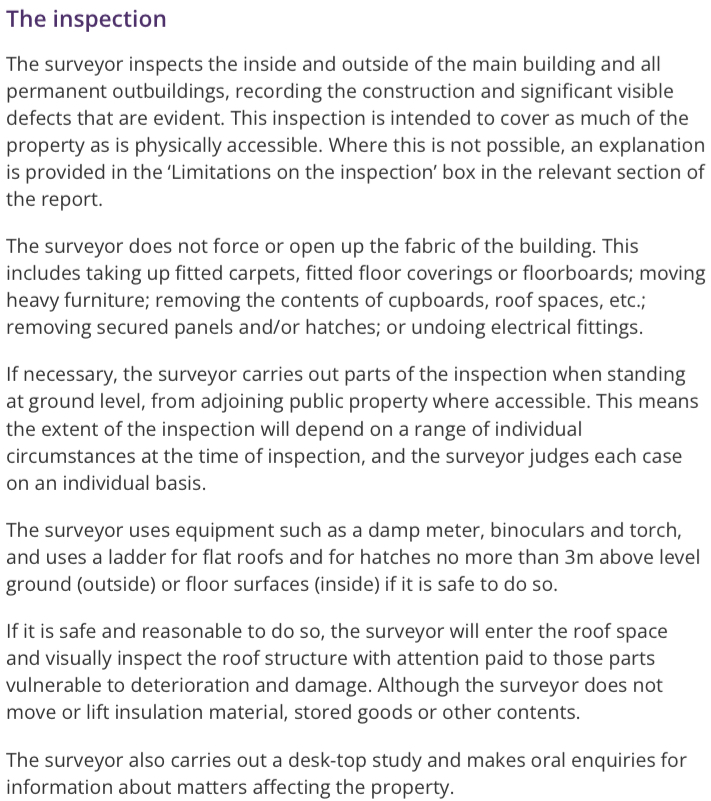 The inspection
The surveyor inspects the inside and outside of the main building and all
permanent outbuildings, recording the construction and significant visible
defects that are evident. This inspection is intended to cover as much of the
property as is physically accessible. Where this is not possible, an explanation
is provided in the ‘Limitations on the inspection’ box in the relevant section of
the report.
The surveyor does not force or open up the fabric of the building. This
includes taking up fitted carpets, fitted floor coverings or floorboards; moving
heavy furniture; removing the contents of cupboards, roof spaces, etc.;
removing secured panels and/or hatches; or undoing electrical fittings.
If necessary, the surveyor carries out parts of the inspection when standing
at ground level, from adjoining public property where accessible. This means
the extent of the inspection will depend on a range of individual
circumstances at the time of inspection, and the surveyor judges each case
on an individual basis.
The surveyor uses equipment such as a damp meter, binoculars and torch,
and uses a ladder for flat roofs and for hatches no more than 3m above level
ground (outside) or floor surfaces (inside) if it is safe to do so.
If it is safe and reasonable to do so, the surveyor will enter the roof space
and visually inspect the roof structure with attention paid to those parts
vulnerable to deterioration and damage. Although the surveyor does not
move or lift insulation material, stored goods or other contents.
The surveyor also carries out a desk-top study and makes oral enquiries for
information about matters affecting the property.